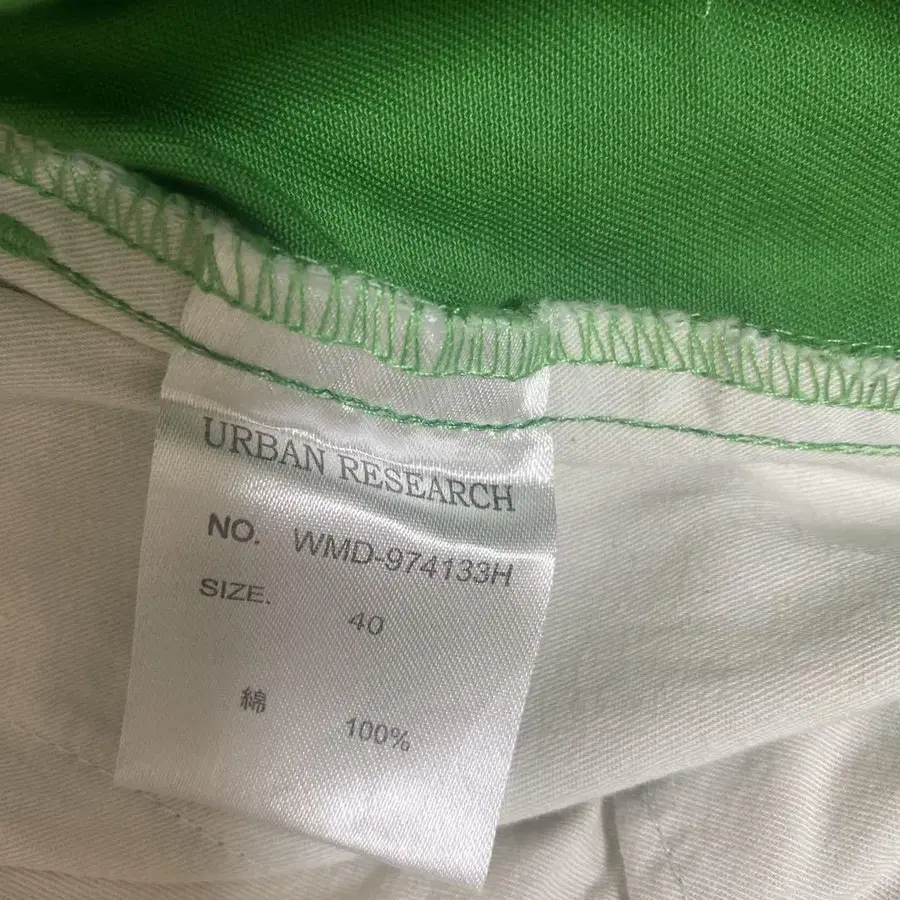 URBAN RESEARCH
NO. WMD-974133H
SIZE. 40
綿 100%